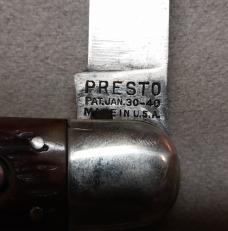 PRESTO
PAT. JAN. 30-40
MADE IN U.S.A.